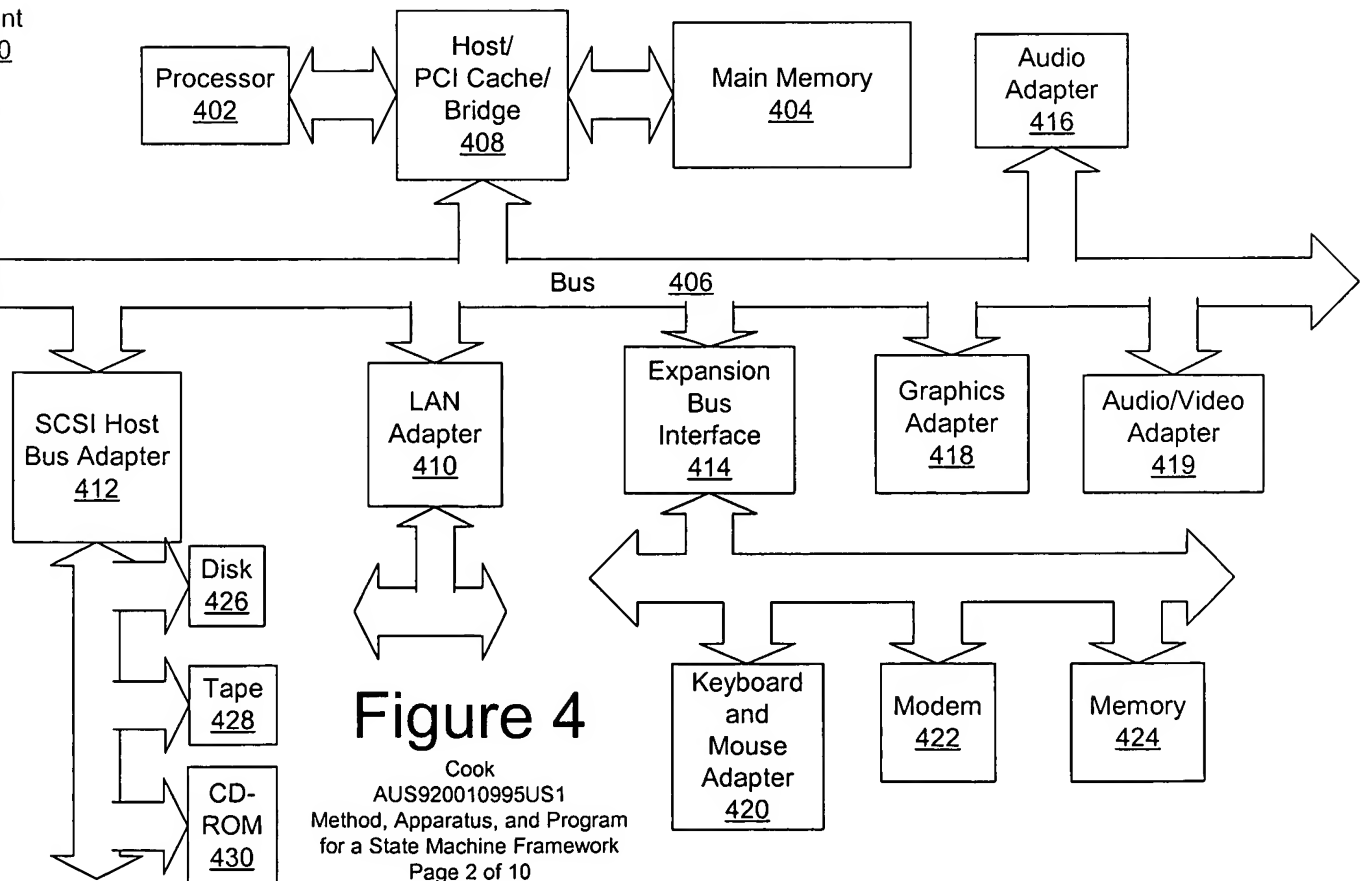 Processor
402
Host/
PCI Cache/
Bridge
408
Main Memory
404
Audio
Adapter
416
Bus 406
SCSI Host
Bus Adapter
412
LAN
Adapter
410
Expansion
Bus
Interface
414
Graphics
Adapter
418
Audio/Video
Adapter
419
Disk
426
Tape
428
CD-
ROM
430
Keyboard
and
Mouse
Adapter
420
Modem
422
Memory
424
Figure 4
Cook
AUS920010995US1
Method, Apparatus, and Program
for a State Machine Framework
Page 2 of 10